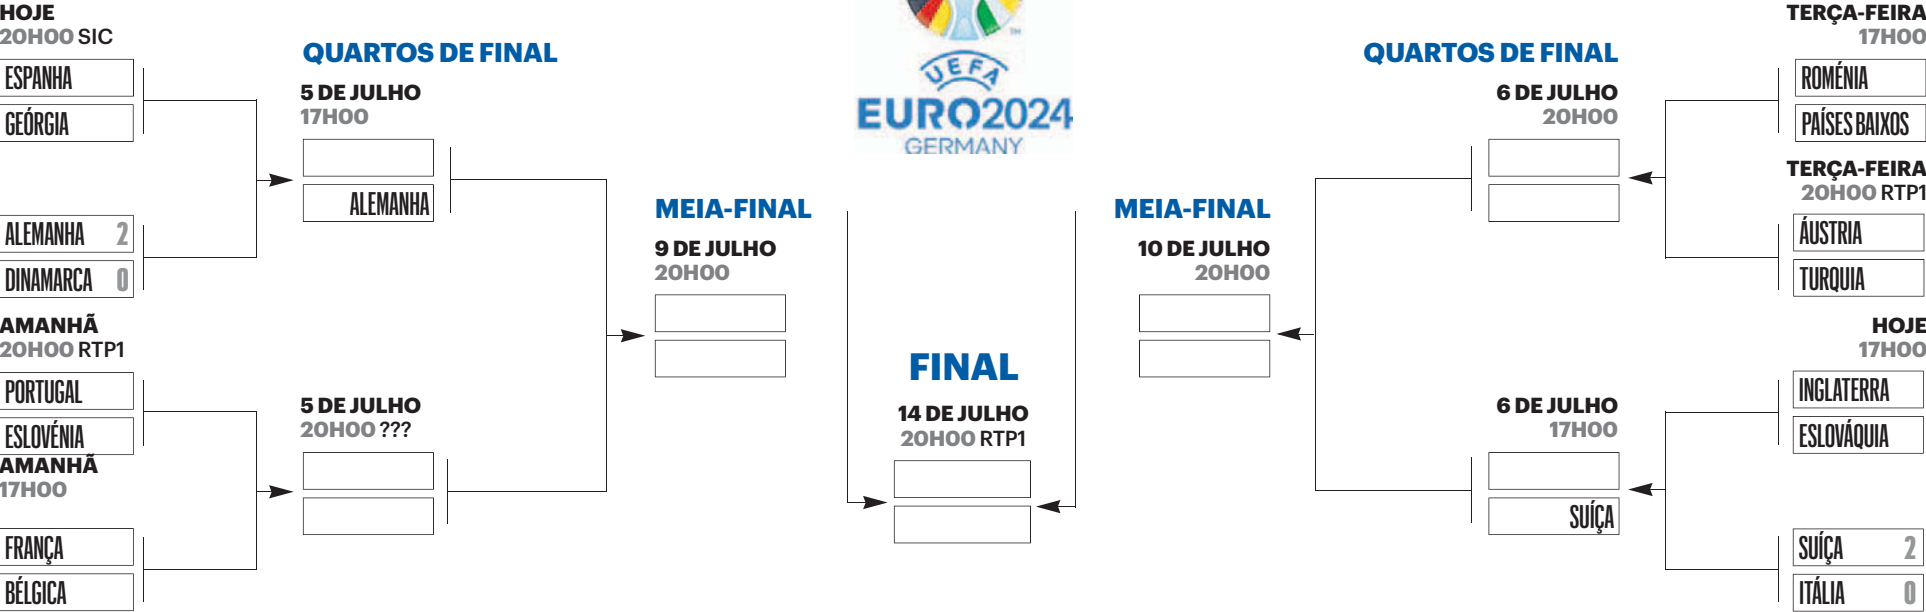 HOJE
20H00 SIC
ESPANHA
GEÓRGIA
ALEMANHA 2
DINAMARCA 0
AMANHÃ
20H00 RTP1
PORTUGAL
ESLOVÉNIA
AMANHÃ
17H00
FRANÇA
BÉLGICA
QUARTOS DE FINAL
5 DE JULHO
17H00
ALEMANHA
5 DE JULHO
20H00 ???
MEIA-FINAL
9 DE JULHO
20H00
UEFA
EURO2024
GERMANY
FINAL
14 DE JULHO
20H00 RTP1
MEIA-FINAL
10 DE JULHO
20H00
QUARTOS DE FINAL
6 DE JULHO
20H00
6 DE JULHO
17H00
SUÍÇA
TERÇA-FEIRA
17H00
ROMÉNIA
PAÍSES BAIXOS
TERÇA-FEIRA
20H00 RTP1
ÁUSTRIA
TURQUIA
HOJE
17H00
INGLATERRA
ESLOVÁQUIA
SUÍÇA 2
ITÁLIA 0